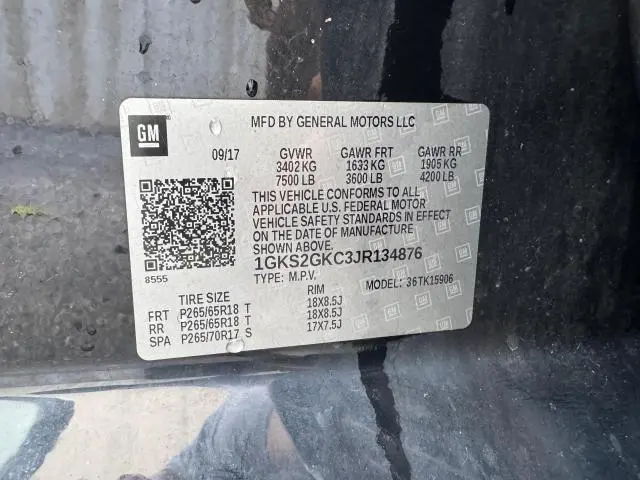 GM
MFD BY GENERAL MOTORS LLC
09/17 GVWR GAWR FRT GAWR RR
3402 KG 1633 KG 1905 KG
7500 LB 3600 LB 4200 LB
THIS VEHICLE CONFORMS TO ALL
APPLICABLE U.S. FEDERAL MOTOR
VEHICLE SAFETY STANDARDS IN EFFECT
ON THE DATE OF MANUFACTURE
SHOWN ABOVE.
8555
1GKS2GKC3JR134876
TYPE: M.P.V. MODEL: 36TK15906
TIRE SIZE RIM
FRT P265/65R18 T 18X8.5J
RR P265/65R18 T 18X8.5J
SPA P265/70R17 S 17X7.5J